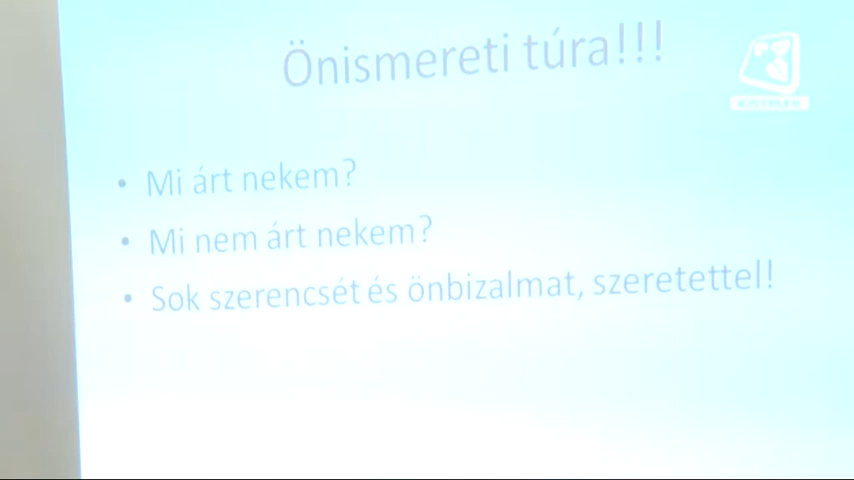 Önismereti túra!!!
• Mi árt nekem?
• Mi nem árt nekem?
• Sok szerencsét és önbizalmat, szeretettel!